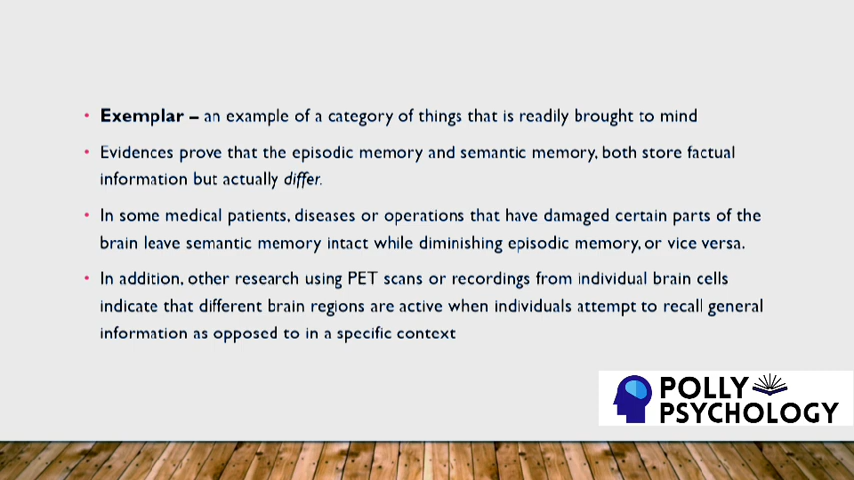 • Exemplar – an example of a category of things that is readily brought to mind
• Evidences prove that the episodic memory and semantic memory, both store factual
information but actually differ.
• In some medical patients, diseases or operations that have damaged certain parts of the
brain leave semantic memory intact while diminishing episodic memory, or vice versa.
• In addition, other research using PET scans or recordings from individual brain cells
indicate that different brain regions are active when individuals attempt to recall general
information as opposed to in a specific context
POLLY
PSYCHOLOGY